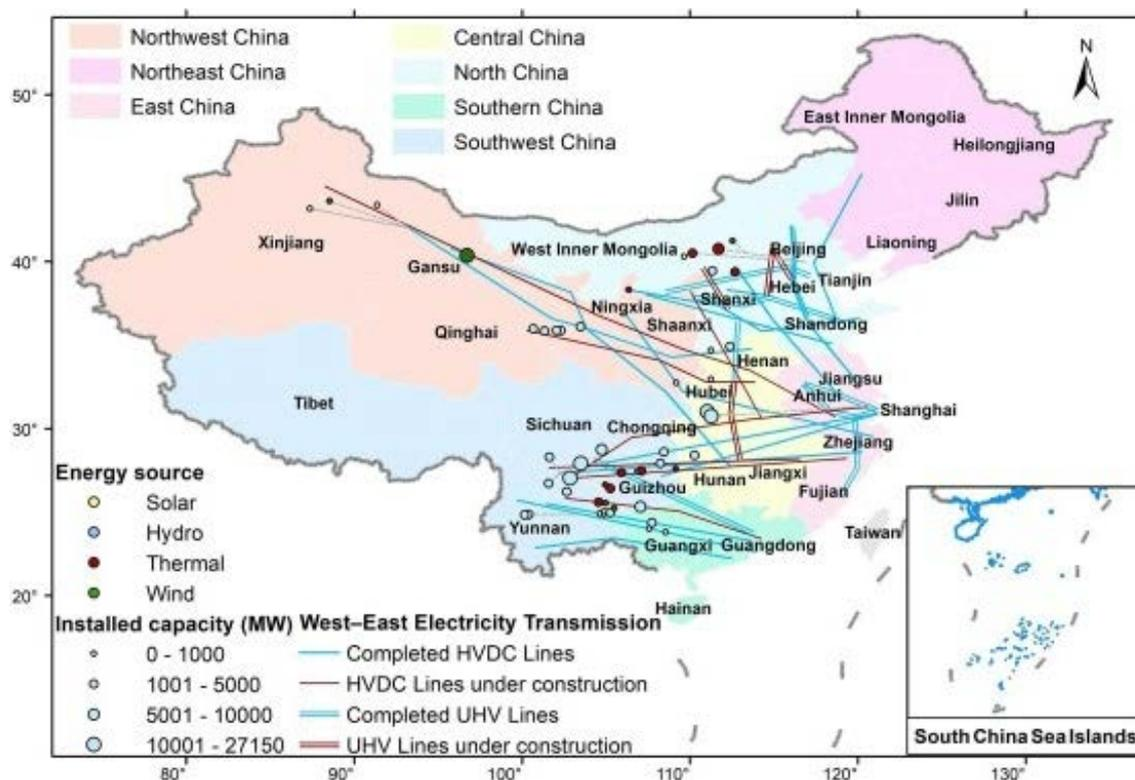 Northwest China
Northeast China
East China
Central China
North China
Southern China
Southwest China
N
50°
40°
30°
20°
East Inner Mongolia
Heilongjiang
Jilin
Liaoning
Xinjiang
Gansu
West Inner Mongolia
Beijing
Tianjin
Hebei
Ningxia
Shanxi
Shaanxi
Shandong
Qinghai
Henan
Jiangsu
Hubei
Anhui
Shanghai
Tibet
Sichuan
Chongqing
Zhejiang
Hunan
Jiangxi
Guizhou
Fujian
Yunnan
Guangxi
Guangdong
Taiwan
Hainan
Energy source
Solar
Hydro
Thermal
Wind
Installed capacity (MW)
0 - 1000
1001 - 5000
5001 - 10000
10001 - 27150
West–East Electricity Transmission
Completed HVDC Lines
HVDC Lines under construction
Completed UHV Lines
UHV Lines under construction
South China Sea Islands
80°
90°
100°
110°
120°
130°